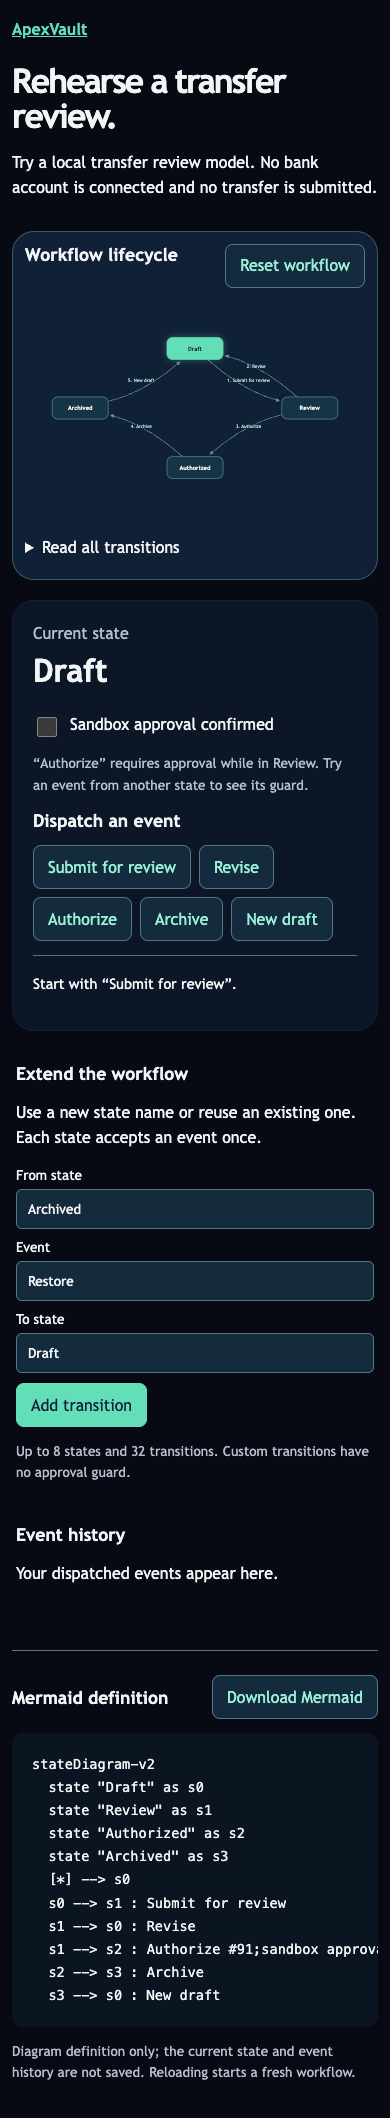 ApexVault
Rehearse a transfer
review.
Try a local transfer review model. No bank
account is connected and no transfer is submitted.
Workflow lifecycle
Reset workflow
Draft
2. Revise
5. New draft
1. Submit for review
Archived
Review
4. Archive
3. Authorize
Authorized
Read all transitions
Current state
Draft
Sandbox approval confirmed
“Authorize” requires approval while in Review. Try
an event from another state to see its guard.
Dispatch an event
Submit for review
Revise
Authorize
Archive
New draft
Start with “Submit for review”.
Extend the workflow
Use a new state name or reuse an existing one.
Each state accepts an event once.
From state
Archived
Event
Restore
To state
Draft
Add transition
Up to 8 states and 32 transitions. Custom transitions have
no approval guard.
Event history
Your dispatched events appear here.
Mermaid definition
Download Mermaid
stateDiagram-v2
state "Draft" as s0
state "Review" as s1
state "Authorized" as s2
state "Archived" as s3
[*] --> s0
s0 --> s1 : Submit for review
s1 --> s0 : Revise
s1 --> s2 : Authorize #91;sandbox approva
s2 --> s3 : Archive
s3 --> s0 : New draft
Diagram definition only; the current state and event
history are not saved. Reloading starts a fresh workflow.